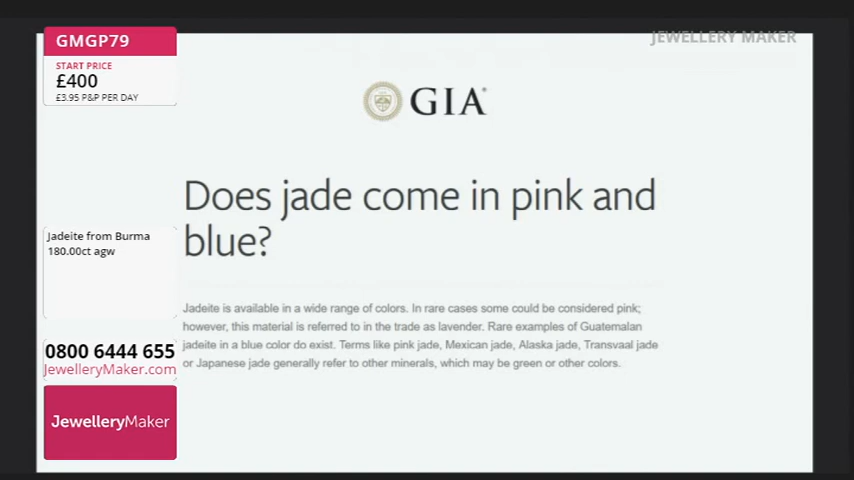 GMGP79
START PRICE
£400
£3.95 P&P PER DAY
JEWELLERY MAKER
GIA
Does jade come in pink and
blue?
Jadeite from Burma
180.00ct agw
Jadeite is available in a wide range of colors. In rare cases some could be considered pink;
however, this material is referred to in the trade as lavender. Rare examples of Guatemalan
jadeite in a blue color do exist. Terms like pink jade, Mexican jade, Alaska jade, Transvaal jade
or Japanese jade generally refer to other minerals, which may be green or other colors.
0800 6444 655
JewelleryMaker.com
JewelleryMaker